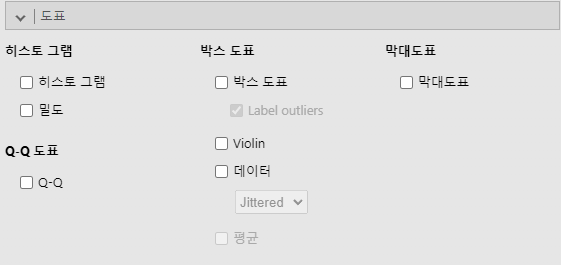 도표
히스토 그램
히스토 그램
밀도
Q-Q 도표
Q-Q
박스 도표
박스 도표
Label outliers
Violin
데이터
Jittered
평균
막대도표
막대도표